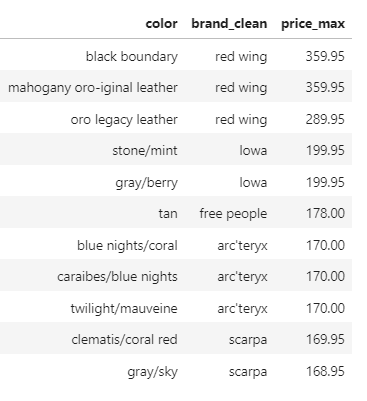 color brand_clean price_max
black boundary red wing 359.95
mahogany oro-iginal leather red wing 359.95
oro legacy leather red wing 289.95
stone/mint lowa 199.95
gray/berry lowa 199.95
tan free people 178.00
blue nights/coral arc'teryx 170.00
caraibes/blue nights arc'teryx 170.00
twilight/mauveine arc'teryx 170.00
clematis/coral red scarpa 169.95
gray/sky scarpa 168.95